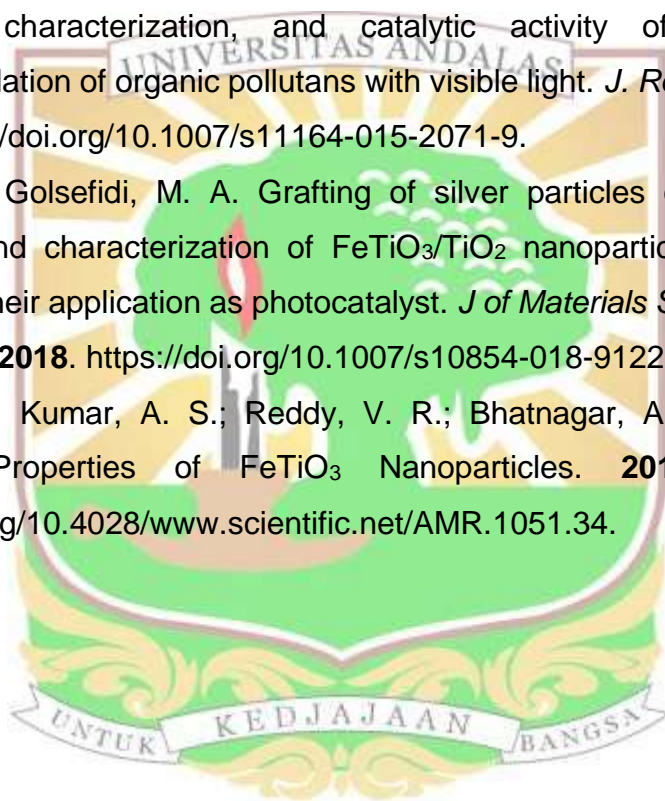 characterization, and catalytic activity of
UNIVERSITAS ANDALAS
lation of organic pollutans with visible light. J. Re
//doi.org/10.1007/s11164-015-2071-9.
Golsefidi, M. A. Grafting of silver particles
nd characterization of FeTiO₃/TiO₂ nanopartic
heir application as photocatalyst. J of Materials S
2018. https://doi.org/10.1007/s10854-018-9122
Kumar, A. S.; Reddy, V. R.; Bhatnagar, A.
Properties of FeTiO₃ Nanoparticles. 201
rg/10.4028/www.scientific.net/AMR.1051.34.
UNTUK KEDJAJAAN BANGSA